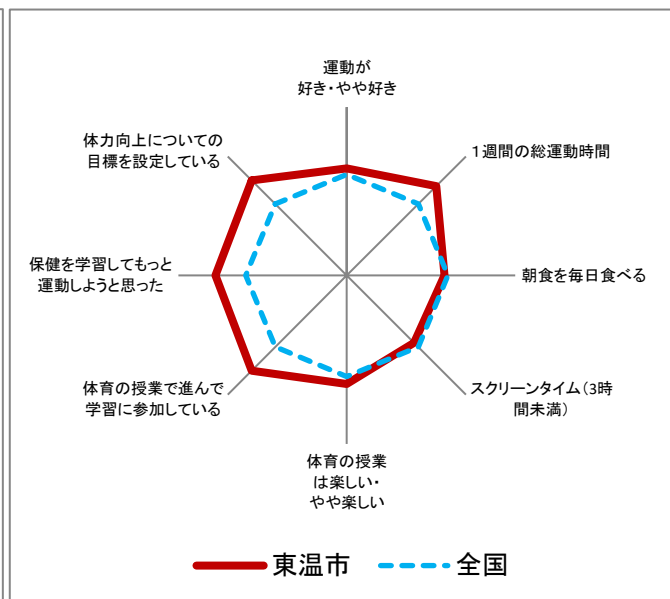 運動が
好き・やや好き
１週間の総運動時間
朝食を毎日食べる
スクリーンタイム（3時
間未満）
体育の授業
は楽しい・
やや楽しい
体育の授業で進んで
学習に参加している
保健を学習してもっと
運動しようと思った
体力向上についての
目標を設定している
東温市
全国